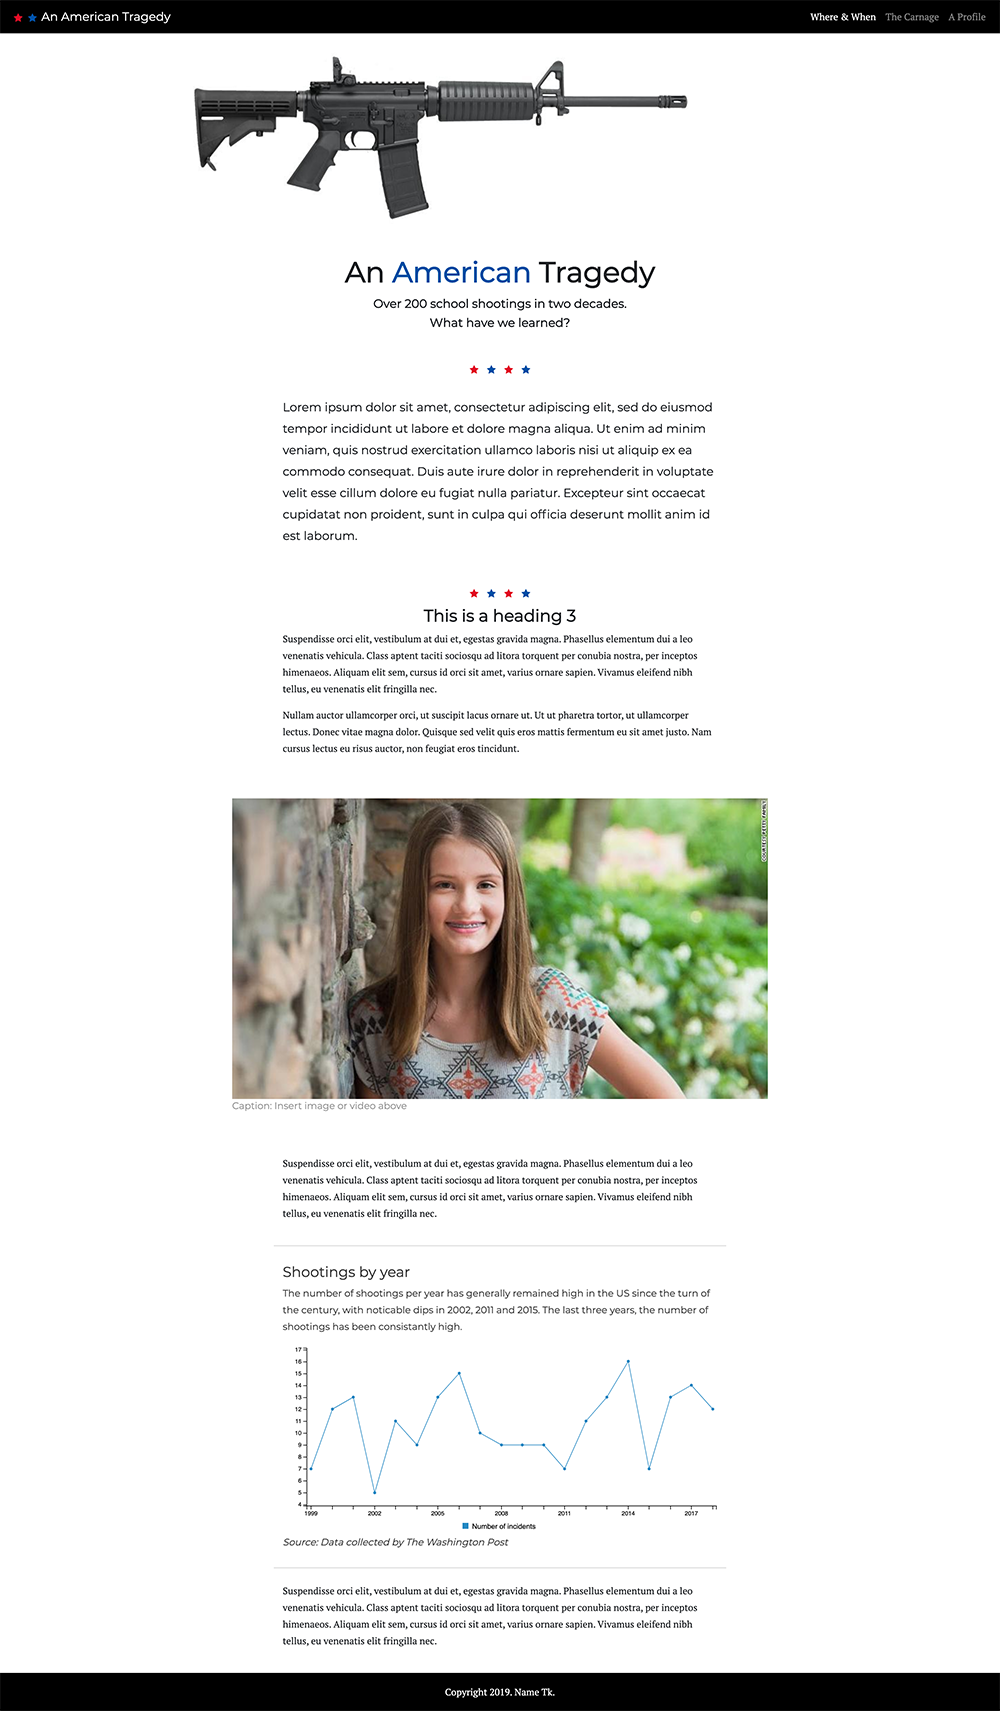 An American Tragedy
Where & When The Carnage A Profile
An American Tragedy
Over 200 school shootings in two decades.
What have we learned?
Lorem ipsum dolor sit amet, consectetur adipiscing elit, sed do eiusmod
tempor incididunt ut labore et dolore magna aliqua. Ut enim ad minim
veniam, quis nostrud exercitation ullamco laboris nisi ut aliquip ex ea
commodo consequat. Duis aute irure dolor in reprehenderit in voluptate
velit esse cillum dolore eu fugiat nulla pariatur. Excepteur sint occaecat
cupidatat non proident, sunt in culpa qui officia deserunt mollit anim id
est laborum.
This is a heading 3
Suspendisse orci elit, vestibulum at dui et, egestas gravida magna. Phasellus elementum dui a leo
venenatis vehicula. Class aptent taciti sociosqu ad litora torquent per conubia nostra, per inceptos
himenaeos. Aliquam elit sem, cursus id orci sit amet, varius ornare sapien. Vivamus eleifend nibh
tellus, eu venenatis elit fringilla nec.
Nullam auctor ullamcorper orci, ut suscipit lacus ornare ut. Ut ut pharetra tortor, ut ullamcorper
lectus. Donec vitae magna dolor. Quisque sed velit quis eros mattis fermentum eu sit amet justo. Nam
cursus lectus eu risus auctor, non feugiat eros tincidunt.
Caption: Insert image or video above
Suspendisse orci elit, vestibulum at dui et, egestas gravida magna. Phasellus elementum dui a leo
venenatis vehicula. Class aptent taciti sociosqu ad litora torquent per conubia nostra, per inceptos
himenaeos. Aliquam elit sem, cursus id orci sit amet, varius ornare sapien. Vivamus eleifend nibh
tellus, eu venenatis elit fringilla nec.
Shootings by year
The number of shootings per year has generally remained high in the US since the turn of
the century, with noticable dips in 2002, 2011 and 2015. The last three years, the number of
shootings has been consistantly high.
17
16
15
14
13
12
11
10
9
8
7
6
5
4
1999 2002 2005 2008 2011 2014 2017
Number of incidents
Source: Data collected by The Washington Post
Suspendisse orci elit, vestibulum at dui et, egestas gravida magna. Phasellus elementum dui a leo
venenatis vehicula. Class aptent taciti sociosqu ad litora torquent per conubia nostra, per inceptos
himenaeos. Aliquam elit sem, cursus id orci sit amet, varius ornare sapien. Vivamus eleifend nibh
tellus, eu venenatis elit fringilla nec.
Copyright 2019. Name Tk.